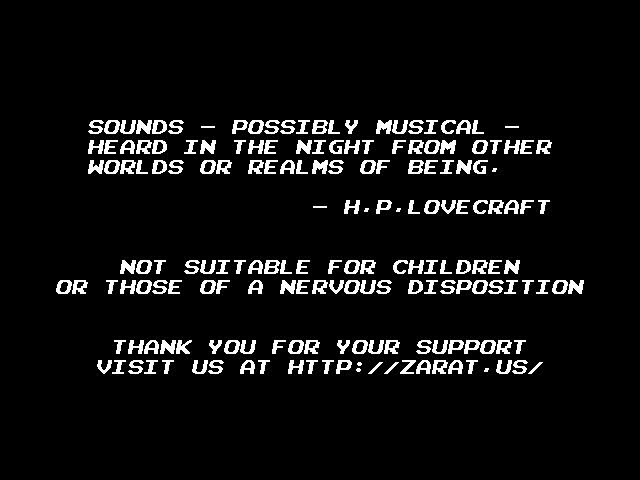 SOUNDS - POSSIBLY MUSICAL -
HEARD IN THE NIGHT FROM OTHER
WORLDS OR REALMS OF BEING.
- H.P.LOVECRAFT
NOT SUITABLE FOR CHILDREN
OR THOSE OF A NERVOUS DISPOSITION
THANK YOU FOR YOUR SUPPORT
VISIT US AT HTTP://ZARAT.US/